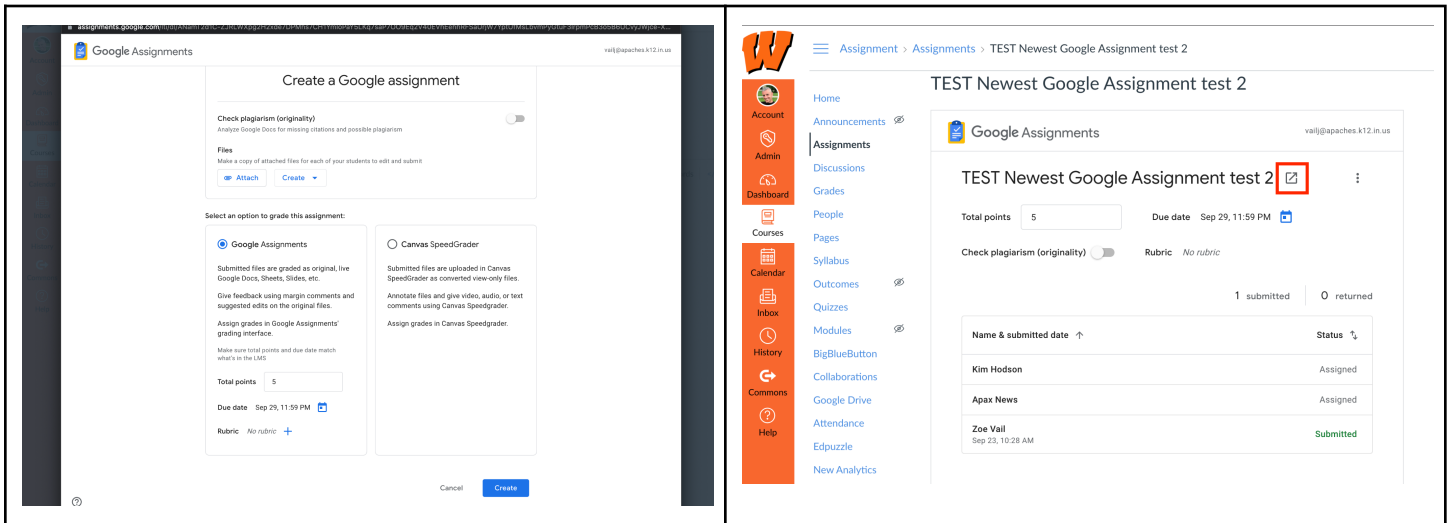 Google Assignments
vailj@apaches.k12.in.us
Create a Google assignment
Check plagiarism (originality)
Analyze Google Docs for missing citations and possible plagiarism
Files
Make a copy of attached files for each of your students to edit and submit
Attach
Create
Select an option to grade this assignment:
Google Assignments
Submitted files are graded as original, live
Google Docs, Sheets, Slides, etc.
Give feedback using margin comments and
suggested edits on the original files.
Assign grades in Google Assignments'
grading interface.
Make sure total points and due date match
what's in the LMS
Total points 5
Due date Sep 29, 11:59 PM
Rubric No rubric
Canvas SpeedGrader
Submitted files are uploaded in Canvas
SpeedGrader as converted view-only files.
Annotate files and give video, audio, or text
comments using Canvas Speedgrader.
Assign grades in Canvas Speedgrader.
Cancel
Create
W
Account
Admin
Dashboard
Courses
Calendar
Inbox
History
Commons
Help
Assignment > Assignments > TEST Newest Google Assignment test 2
Home
Announcements
Assignments
Discussions
Grades
People
Pages
Syllabus
Outcomes
Quizzes
Modules
BigBlueButton
Collaborations
Google Drive
Attendance
Edpuzzle
New Analytics
TEST Newest Google Assignment test 2
Google Assignments
vailj@apaches.k12.in.us
TEST Newest Google Assignment test 2
Total points 5
Due date Sep 29, 11:59 PM
Check plagiarism (originality)
Rubric No rubric
1 submitted
0 returned
Name & submitted date
Status
Kim Hodson
Assigned
Apax News
Assigned
Zoe Vail
Sep 23, 10:28 AM
Submitted